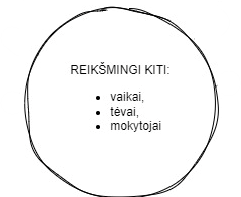 REIKŠMINGI KITI:
• vaikai,
• tėvai,
• mokytojai